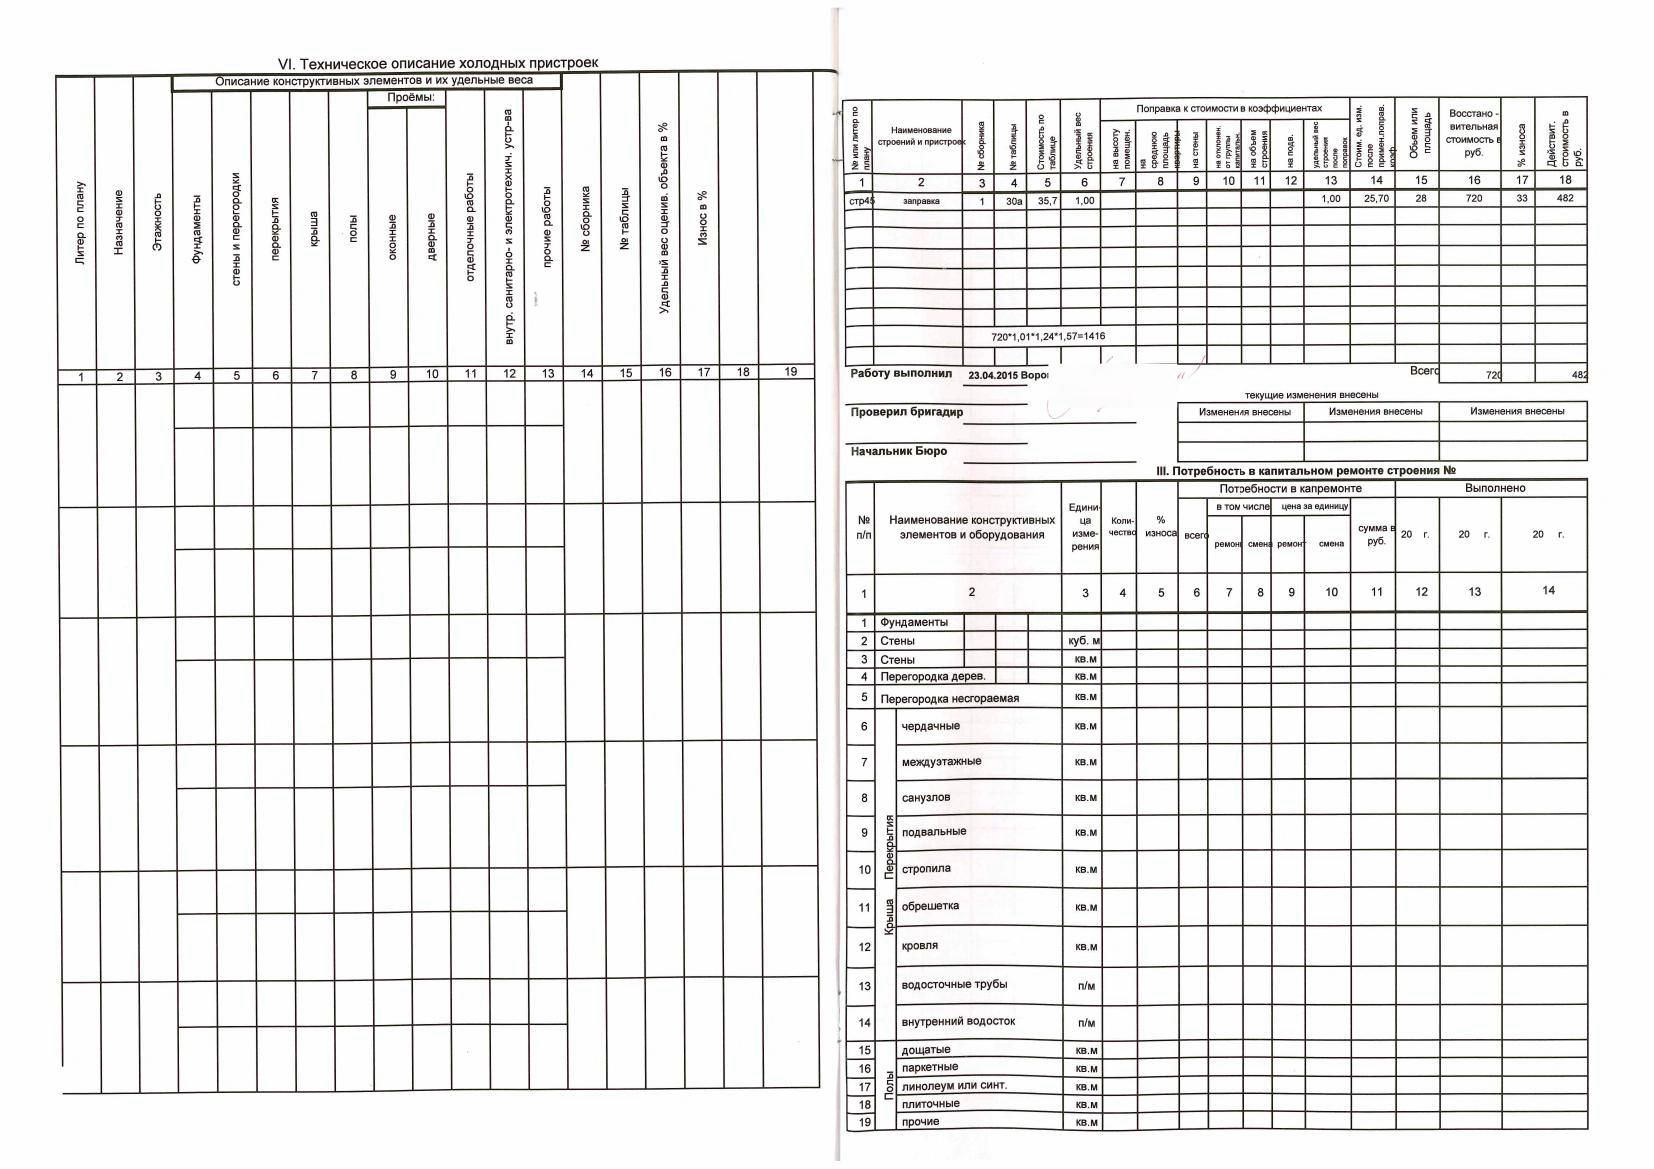 VI. Техническое описание холодных пристроек
Описание конструктивных элементов и их удельные веса
Проёмы:
Литер по плану
Назначение
Этажность
Фундаменты
стены и перегородки
перекрытия
крыша
полы
оконные
дверные
отделочные работы
внутр. санитарно- и электротехнич. устр-ва
прочие работы
№ сборника
№ таблицы
Удельный вес оценив. объекта в %
Износ в %
1 2 3 4 5 6 7 8 9 10 11 12 13 14 15 16 17 18 19
№ или литер по плану
Наименование строений и пристроек
№ сборника
№ таблицы
Стоимость по таблице
Удельный вес строения
Поправка к стоимости в коэффициентах
на высоту помещен.
на среднюю площадь квартиры
на стены
на отклонен. от группы капитальн.
на объем строения
на подв.
удельный вес строения после поправок
Стоим. ед. изм. после примен.поправ. коэф.
Объем или площадь
Восстано - вительная стоимость в руб.
% износа
Действит. стоимость в руб.
1 2 3 4 5 6 7 8 9 10 11 12 13 14 15 16 17 18
стр45 заправка 1 30а 35,7 1,00 1,00 25,70 28 720 33 482
720*1,01*1,24*1,57=1416
Работу выполнил 23.04.2015 Ворон
Всего 720 482
текущие изменения внесены
Проверил бригадир
Изменения внесены Изменения внесены Изменения внесены
Начальник Бюро
III. Потребность в капитальном ремонте строения №
№ п/п
Наименование конструктивных элементов и оборудования
Едини- ца изме- рения
Коли- чество
% износа
Потребности в капремонте
всего
в том числе
ремонт
смена
цена за единицу
ремонт
смена
сумма в руб.
Выполнено
20 г.
20 г.
20 г.
1 2 3 4 5 6 7 8 9 10 11 12 13 14
1 Фундаменты
2 Стены куб. м
3 Стены кв.м
4 Перегородка дерев. кв.м
5 Перегородка несгораемая кв.м
Перекрытия
6 чердачные кв.м
7 междуэтажные кв.м
8 санузлов кв.м
9 подвальные кв.м
Крыша
10 стропила кв.м
11 обрешетка кв.м
12 кровля кв.м
13 водосточные трубы п/м
14 внутренний водосток п/м
Полы
15 дощатые кв.м
16 паркетные кв.м
17 линолеум или синт. кв.м
18 плиточные кв.м
19 прочие кв.м